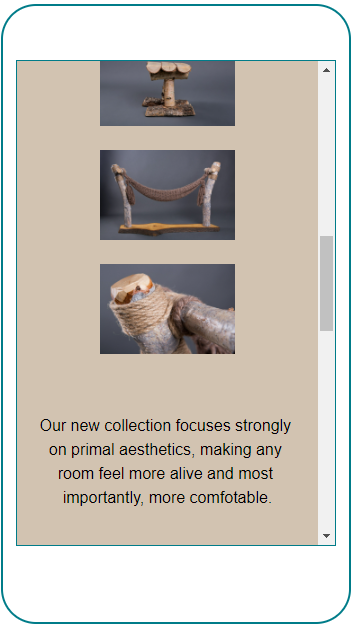 Our new collection focuses strongly
on primal aesthetics, making any
room feel more alive and most
importantly, more comfotable.